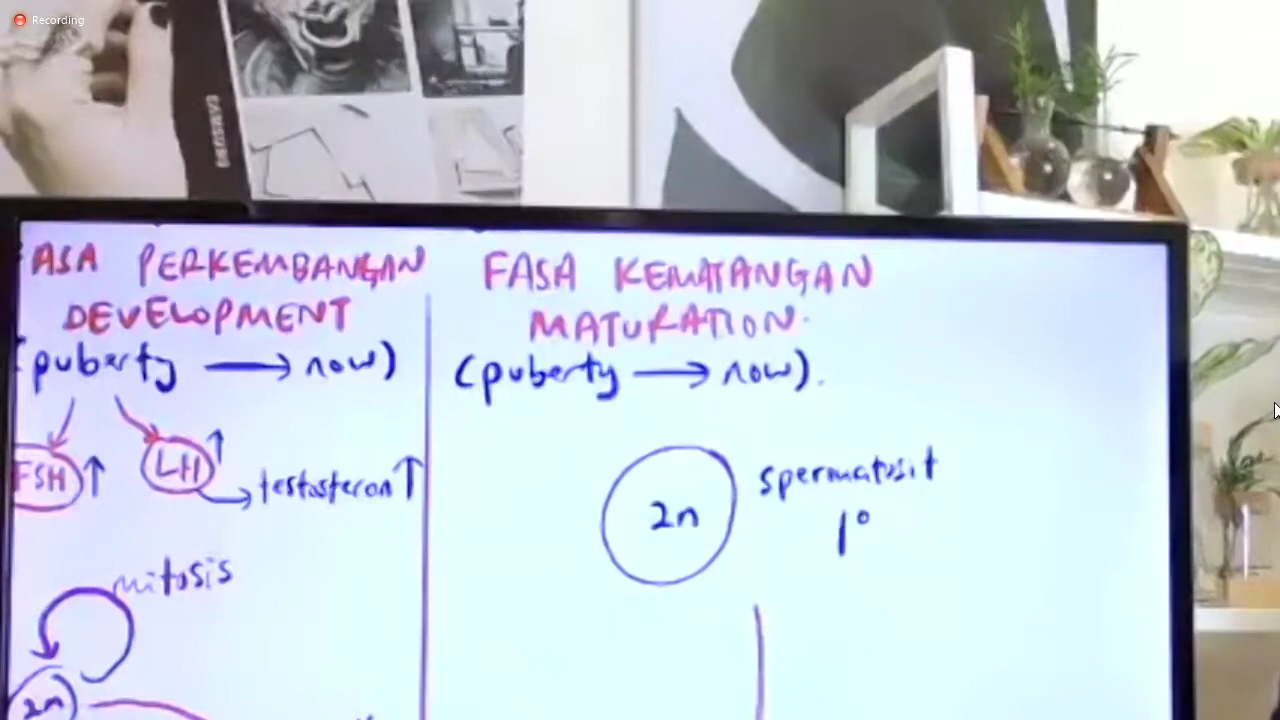 Recording
ASA PERKEMBANGAN
DEVELOPMENT
(puberty → now)
FSH ↑
LH ↑
testosteron ↑
mitosis
2n
FASA KEMATANGAN
MATURATION.
(puberty → now).
2n
spermatosit
1°